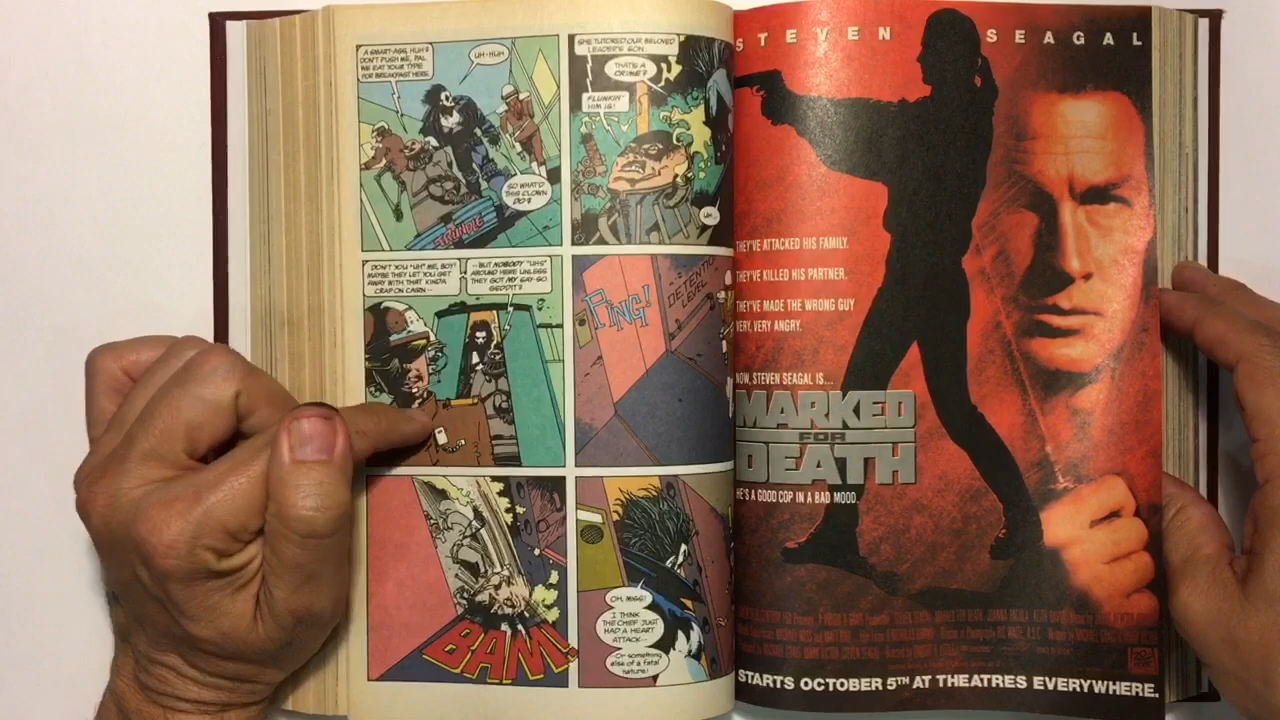 A SMART-ASS, HUH?
DON'T PUSH ME, PAL.
WE EAT YOUR TYPE
FOR BREAKFAST HERE.
UH-HUH
SO WHAT'D
THIS CLOWN
DO?
TRUNDLE
SHE TUTORED OUR BELOVED
LEADER'S SON.
THAT'S A
CRIME?
FLUNKIN'
HIM IS!
UH...
DON'T YOU "UH" ME, BOY!
MAYBE THEY LET YOU GET
AWAY WITH THAT KINDA
CRAP ON CAIRN--
--BUT NOBODY "UHS"
AROUND HERE UNLESS
THEY GOT MY SAY-SO.
GEDDIT?
PING!
DETENTIO
LEVEL
BAM!
OH, MISS!
I THINK
THE CHIEF JUST
HAD A HEART
ATTACK--
--Or something
else of a fatal
nature!
STEVEN SEAGAL
THEY'VE ATTACKED HIS FAMILY.
THEY'VE KILLED HIS PARTNER.
THEY'VE MADE THE WRONG GUY
VERY, VERY ANGRY.
NOW, STEVEN SEAGAL IS...
MARKED
FOR
DEATH
HE'S A GOOD COP IN A BAD MOOD.
STARTS OCTOBER 5TH AT THEATRES EVERYWHERE.